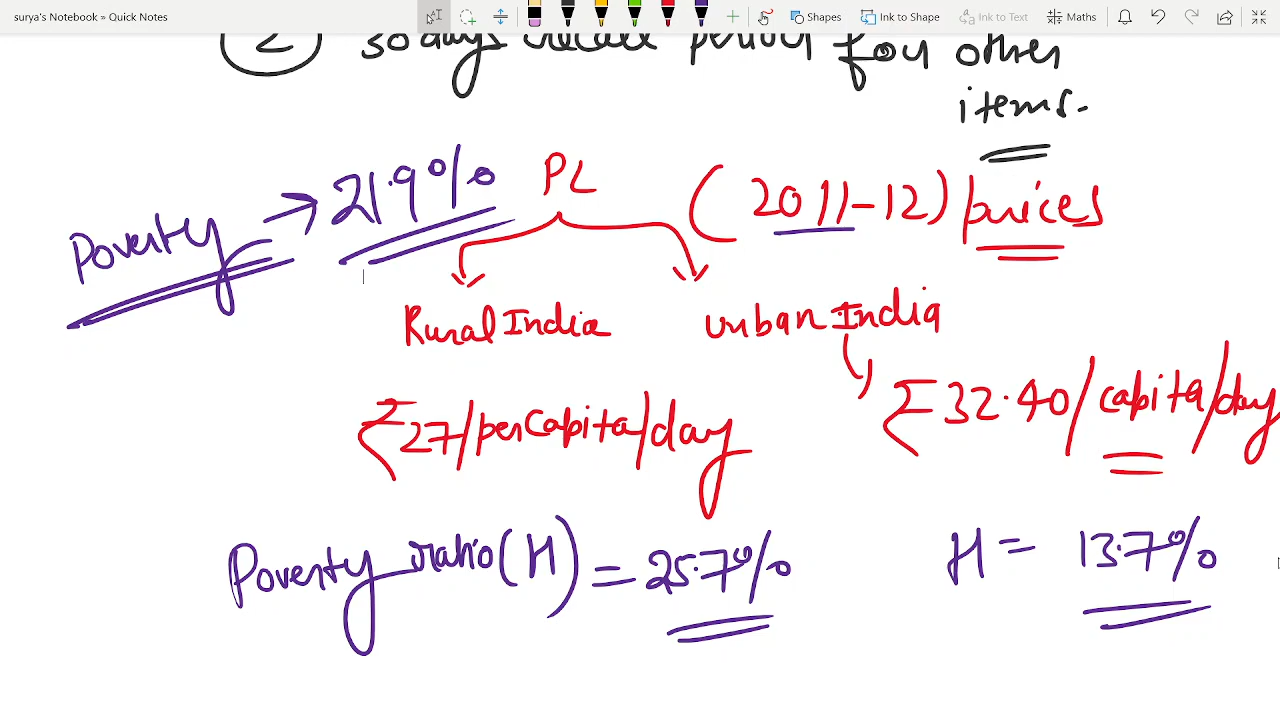 surya's Notebook » Quick Notes
Shapes Ink to Shape Ink to Text Maths
2 30 days recall period for other
items.
Poverty → 21.9% PL (2011-12) prices
Rural India urban India
₹27/per capita/day ₹32.40/capita/day
Poverty ratio (H) = 25.7% H = 13.7%